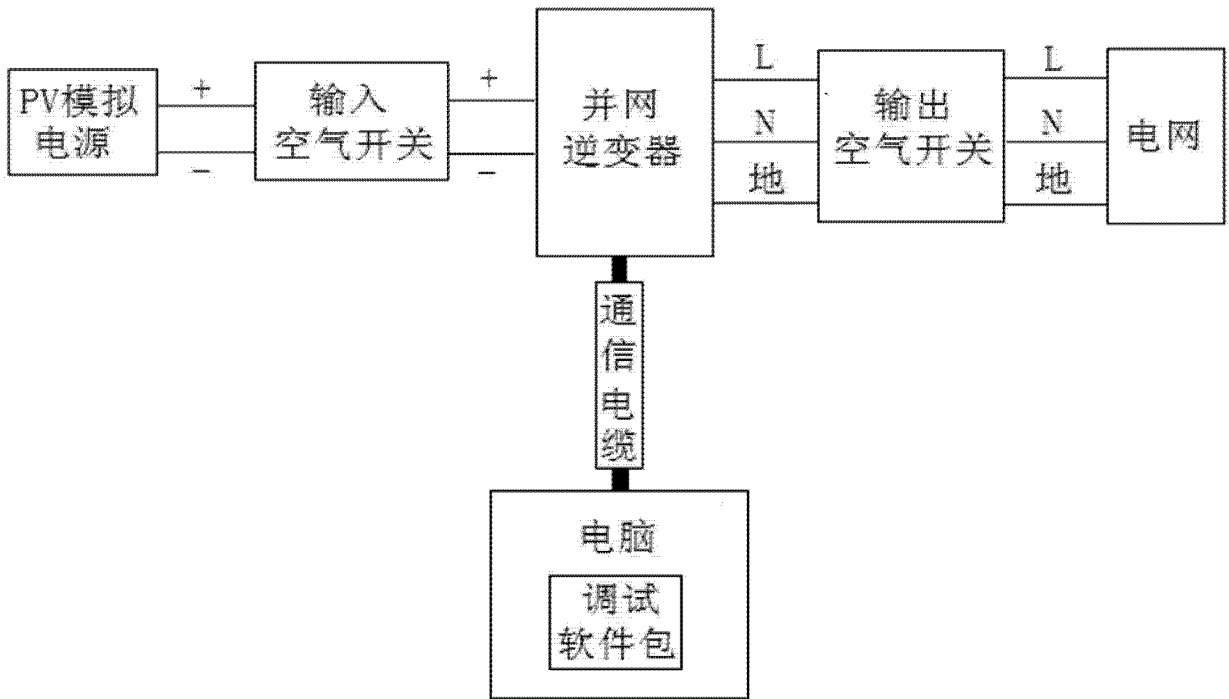 PV模拟
电源
+
−
输入
空气开关
+
−
并网
逆变器
L
N
地
输出
空气开关
L
N
地
电网
通
信
电
缆
电脑
调试
软件包